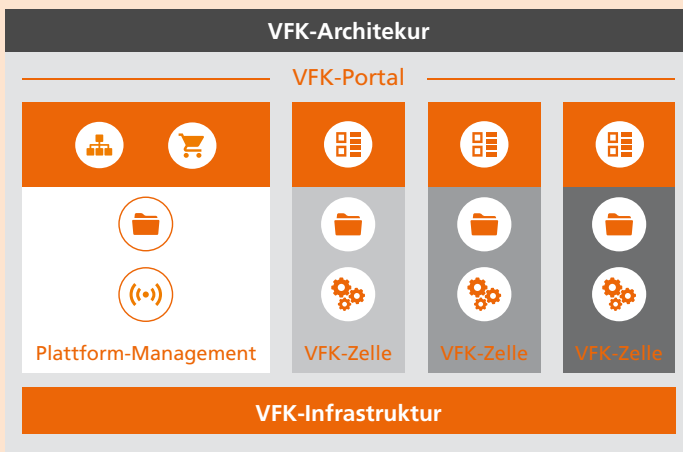 VFK-Architekur
VFK-Portal
Plattform-Management
VFK-Zelle
VFK-Zelle
VFK-Zelle
VFK-Infrastruktur